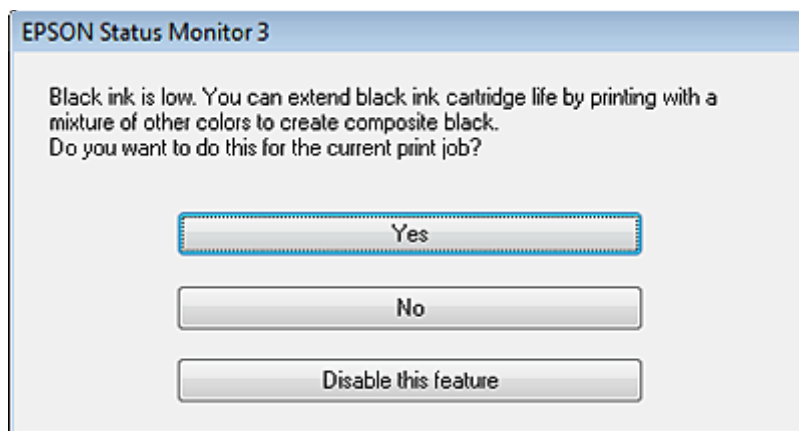 EPSON Status Monitor 3
Black ink is low. You can extend black ink cartridge life by printing with a
mixture of other colors to create composite black.
Do you want to do this for the current print job?
Yes
No
Disable this feature